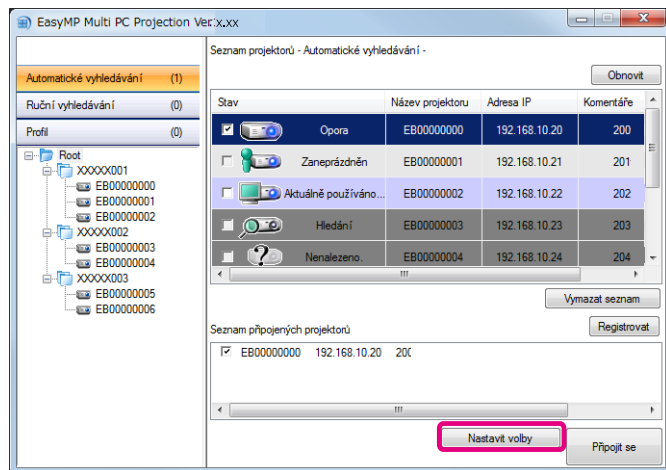 EasyMP Multi PC Projection Ver.x.xx
Automatické vyhledávání (1)
Ruční vyhledávání (0)
Profil (0)
Root
XXXXX001
EB00000000
EB00000001
EB00000002
XXXXX002
EB00000003
EB00000004
XXXXX003
EB00000005
EB00000006
Seznam projektorů - Automatické vyhledávání -
Obnovit
Stav Název projektoru Adresa IP Komentáře
Opora EB00000000 192.168.10.20 200
Zaneprázdněn EB00000001 192.168.10.21 201
Aktuálně používáno... EB00000002 192.168.10.22 202
Hledání EB00000003 192.168.10.23 203
Nenalezeno. EB00000004 192.168.10.24 204
Vymazat seznam
Seznam připojených projektorů
Registrovat
EB00000000 192.168.10.20 200
Nastavit volby
Připojit se